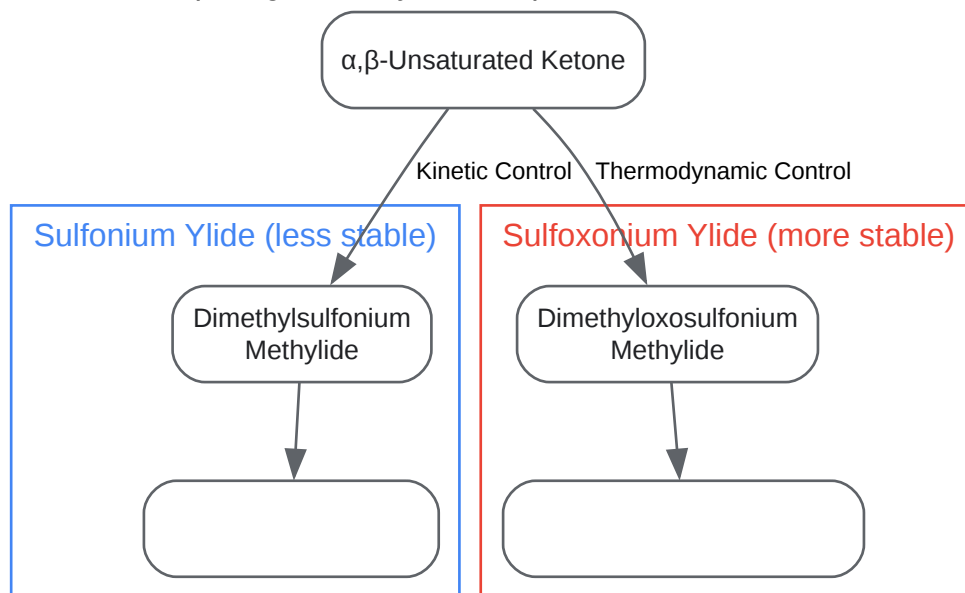 α,β-Unsaturated Ketone
Kinetic Control
Thermodynamic Control
Sulfonium Ylide (less stable)
Sulfoxonium Ylide (more stable)
Dimethylsulfonium
Methylide
Dimethyloxosulfonium
Methylide